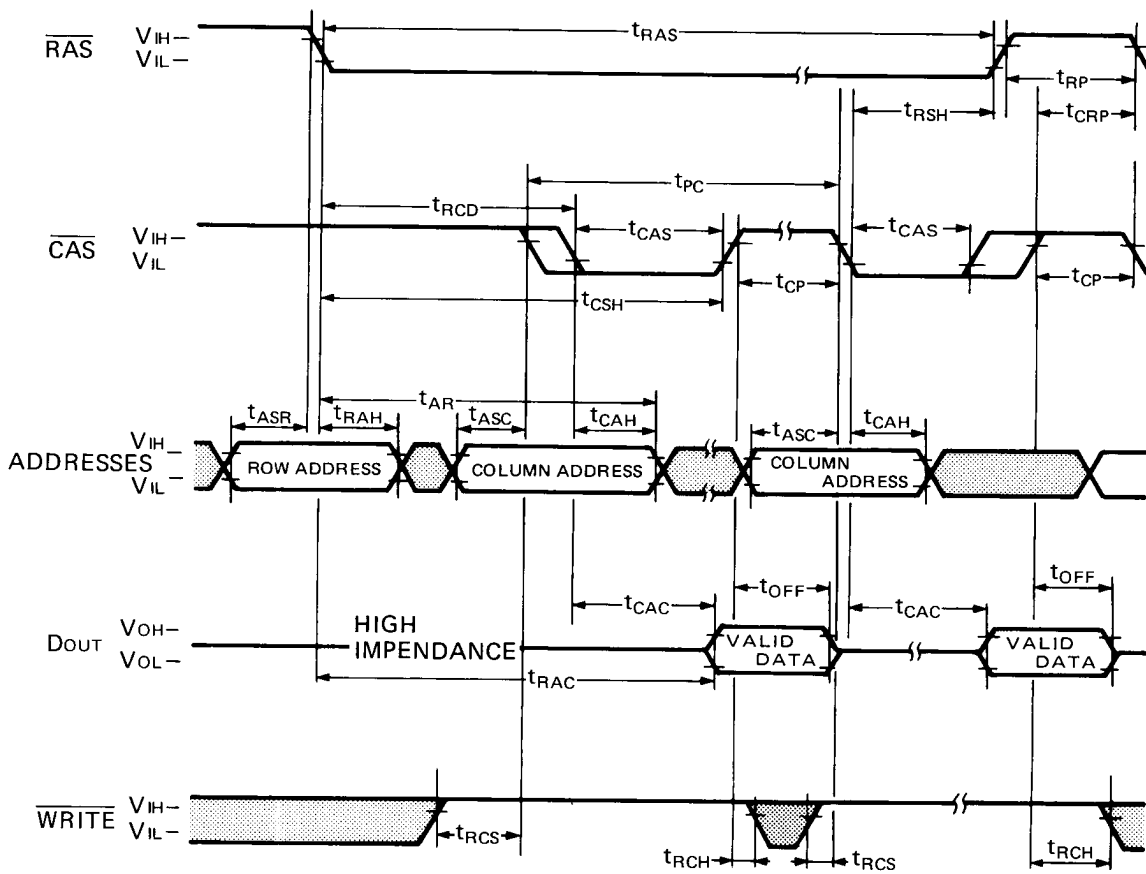 RAS
VIH–
VIL–
tRAS
tRP
tRSH
tCRP
tPC
tRCD
CAS
VIH–
VIL
tCAS
tCAS
tCP
tCP
tCSH
tAR
tASR
tRAH
tASC
tCAH
tASC
tCAH
ADDRESSES
VIH–
VIL–
ROW ADDRESS
COLUMN ADDRESS
COLUMN
ADDRESS
tOFF
tOFF
tCAC
tCAC
DOUT
VOH–
VOL–
HIGH
IMPENDANCE
VALID
DATA
VALID
DATA
tRAC
WRITE
VIH–
VIL–
tRCS
tRCH
tRCS
tRCH